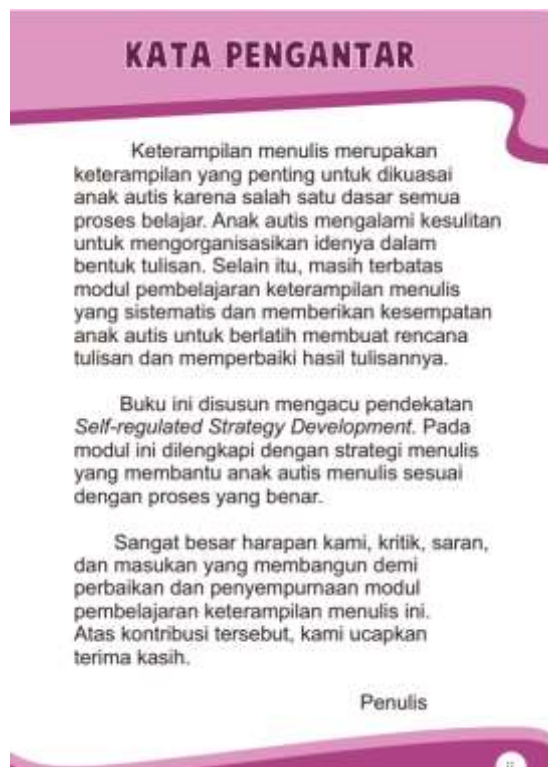 KATA PENGANTAR
Keterampilan menulis merupakan
keterampilan yang penting untuk dikuasai
anak autis karena salah satu dasar semua
proses belajar. Anak autis mengalami kesulitan
untuk mengorganisasikan idenya dalam
bentuk tulisan. Selain itu, masih terbatas
modul pembelajaran keterampilan menulis
yang sistematis dan memberikan kesempatan
anak autis untuk berlatih membuat rencana
tulisan dan memperbaiki hasil tulisannya.
Buku ini disusun mengacu pendekatan
Self-regulated Strategy Development. Pada
modul ini dilengkapi dengan strategi menulis
yang membantu anak autis menulis sesuai
dengan proses yang benar.
Sangat besar harapan kami, kritik, saran,
dan masukan yang membangun demi
perbaikan dan penyempurnaan modul
pembelajaran keterampilan menulis ini.
Atas kontribusi tersebut, kami ucapkan
terima kasih.
Penulis